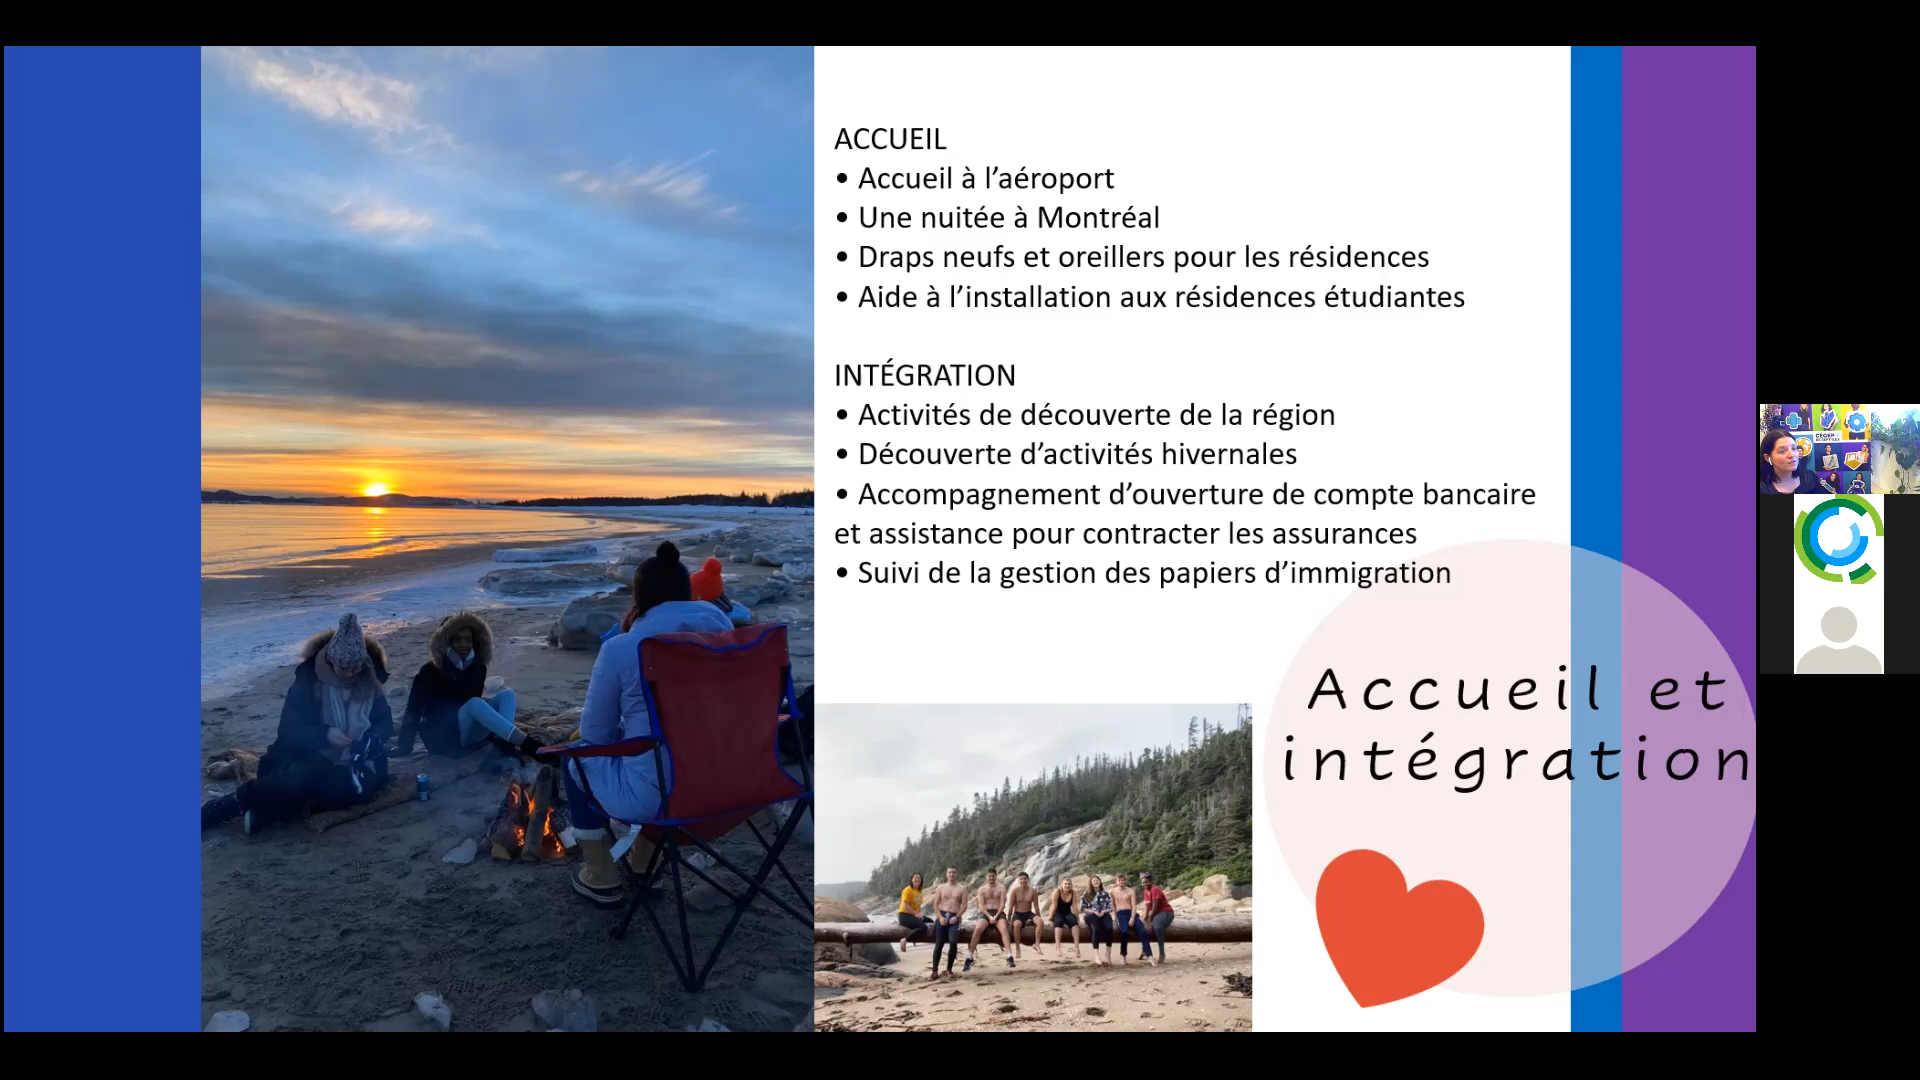 ACCUEIL
• Accueil à l’aéroport
• Une nuitée à Montréal
• Draps neufs et oreillers pour les résidences
• Aide à l’installation aux résidences étudiantes
INTÉGRATION
• Activités de découverte de la région
• Découverte d’activités hivernales
• Accompagnement d’ouverture de compte bancaire
et assistance pour contracter les assurances
• Suivi de la gestion des papiers d’immigration
Accueil et
intégration
CÉGEP